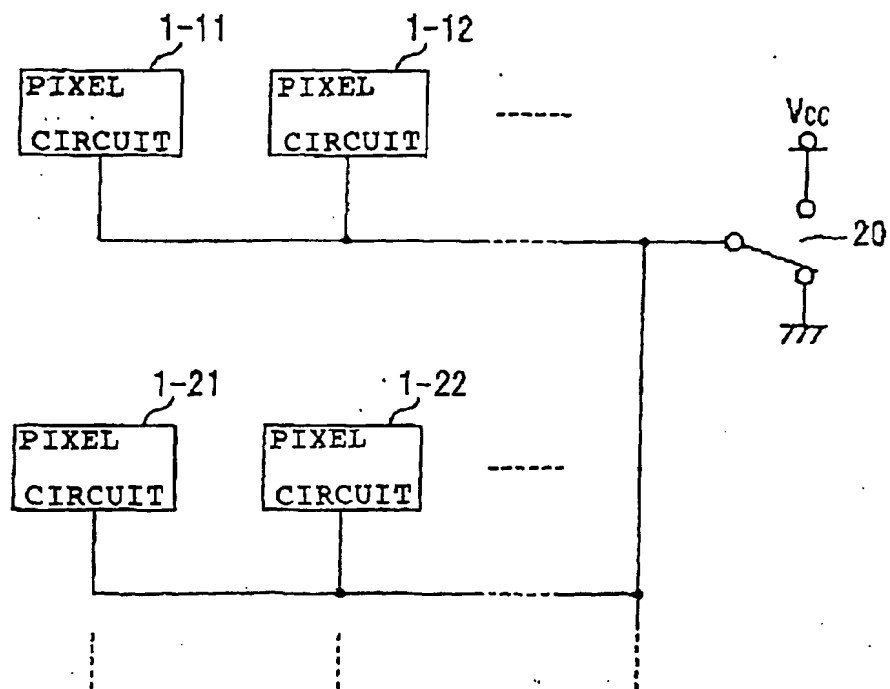 1-11
1-12
PIXEL
CIRCUIT
PIXEL
CIRCUIT
Vcc
20
1-21
1-22
PIXEL
CIRCUIT
PIXEL
CIRCUIT